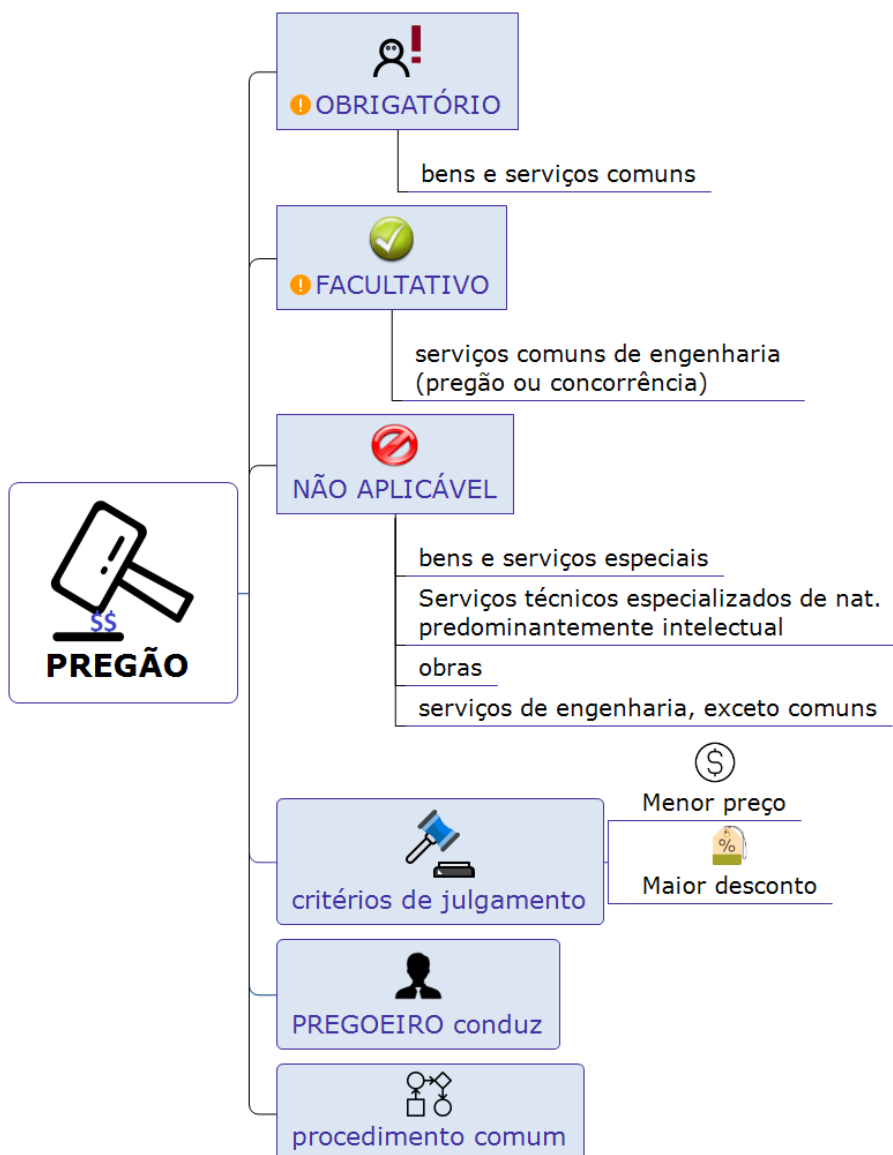 OBRIGATÓRIO
bens e serviços comuns
FACULTATIVO
serviços comuns de engenharia
(pregão ou concorrência)
NÃO APLICÁVEL
bens e serviços especiais
Serviços técnicos especializados de nat.
predominantemente intelectual
obras
serviços de engenharia, exceto comuns
$$
PREGÃO
$
Menor preço
%
Maior desconto
critérios de julgamento
PREGOEIRO conduz
procedimento comum